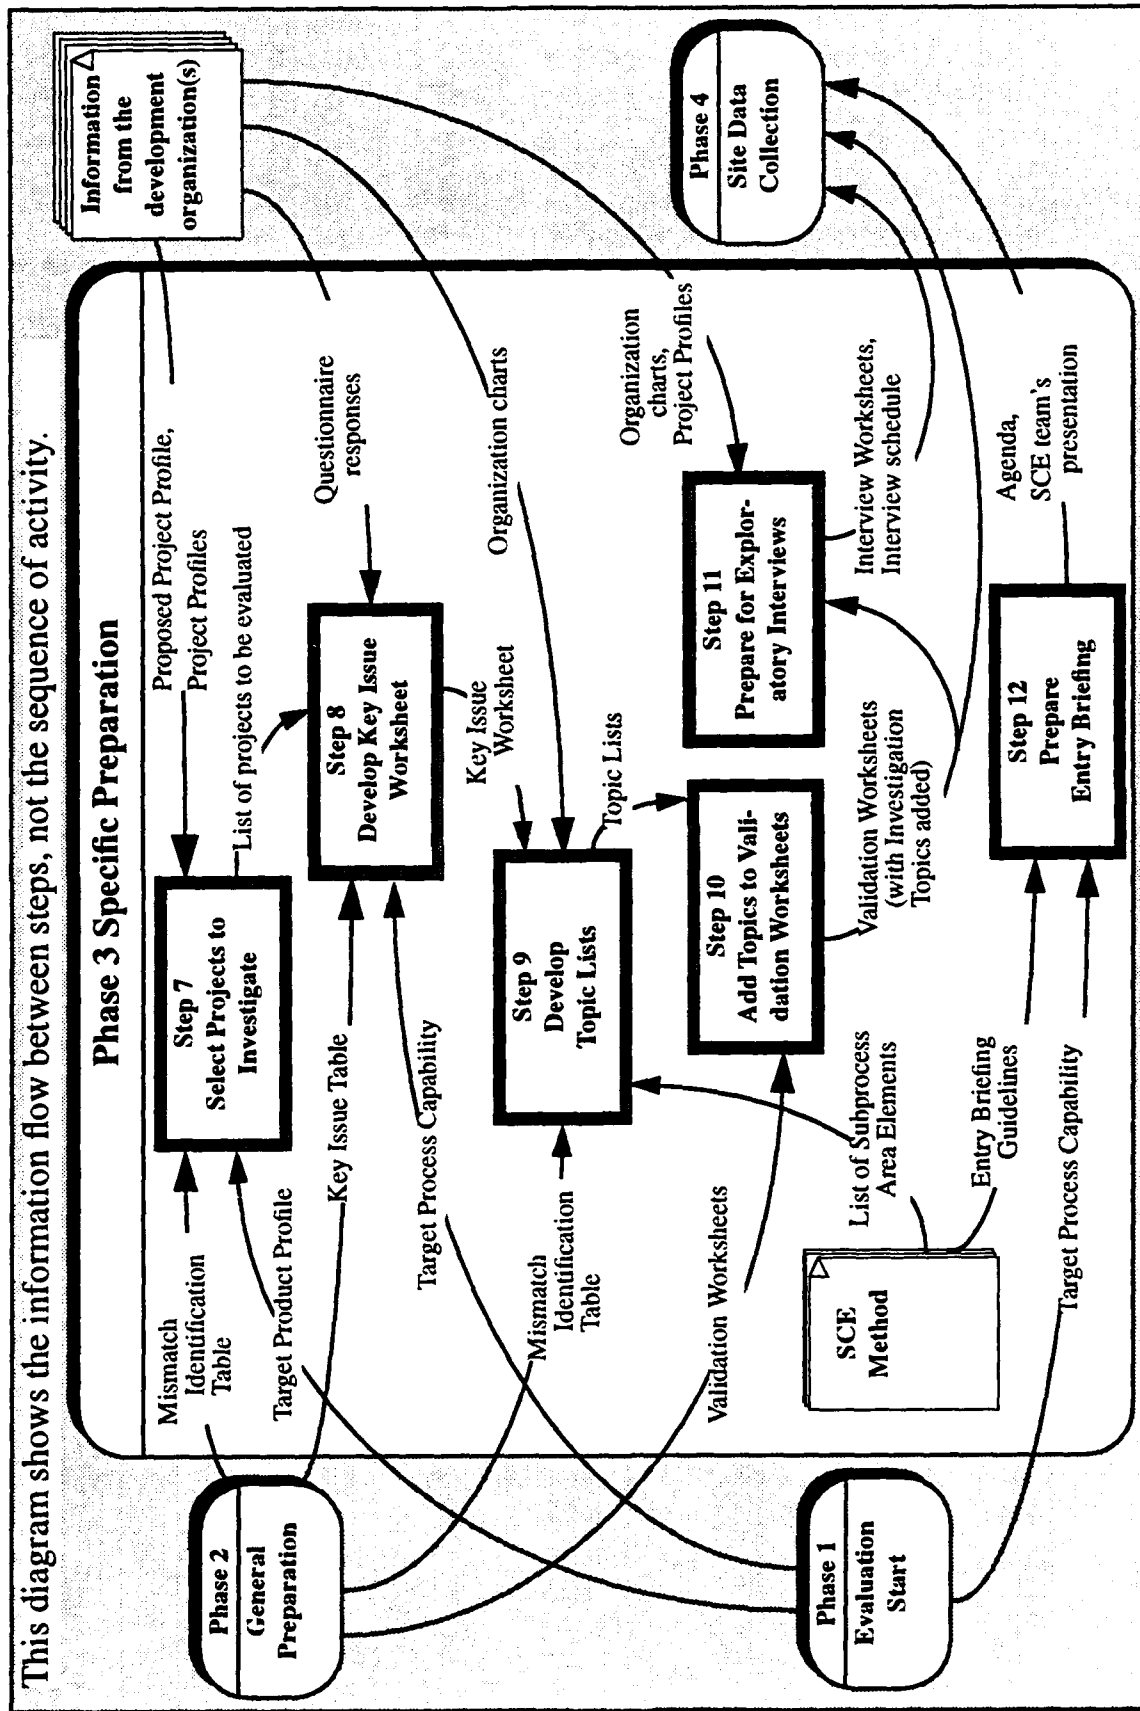 This diagram shows the information flow between steps, not the sequence of activity.
Phase 3 Specific Preparation
Phase 2
General
Preparation
Phase 1
Evaluation
Start
Mismatch
Identification
Table
Target Product Profile
Key Issue Table
Target Process Capability
Mismatch
Identification
Table
Validation Worksheets
SCE
Method
List of Subprocess
Area Elements
Entry Briefing
Guidelines
Target Process Capability
Step 7
Select Projects to
Investigate
Proposed Project Profile,
Project Profiles
List of projects to be evaluated
Step 8
Develop Key Issue
Worksheet
Questionnaire
responses
Key Issue
Worksheet
Organization charts
Step 9
Develop
Topic Lists
Topic Lists
Step 10
Add Topics to Vali-
dation Worksheets
Validation Worksheets
(with Investigation
Topics added)
Step 11
Prepare for Explor-
atory Interviews
Organization
charts,
Project Profiles
Interview Worksheets,
Interview schedule
Step 12
Prepare
Entry Briefing
Agenda,
SCE team's
presentation
Information
from the
development
organization(s)
Phase 4
Site Data
Collection